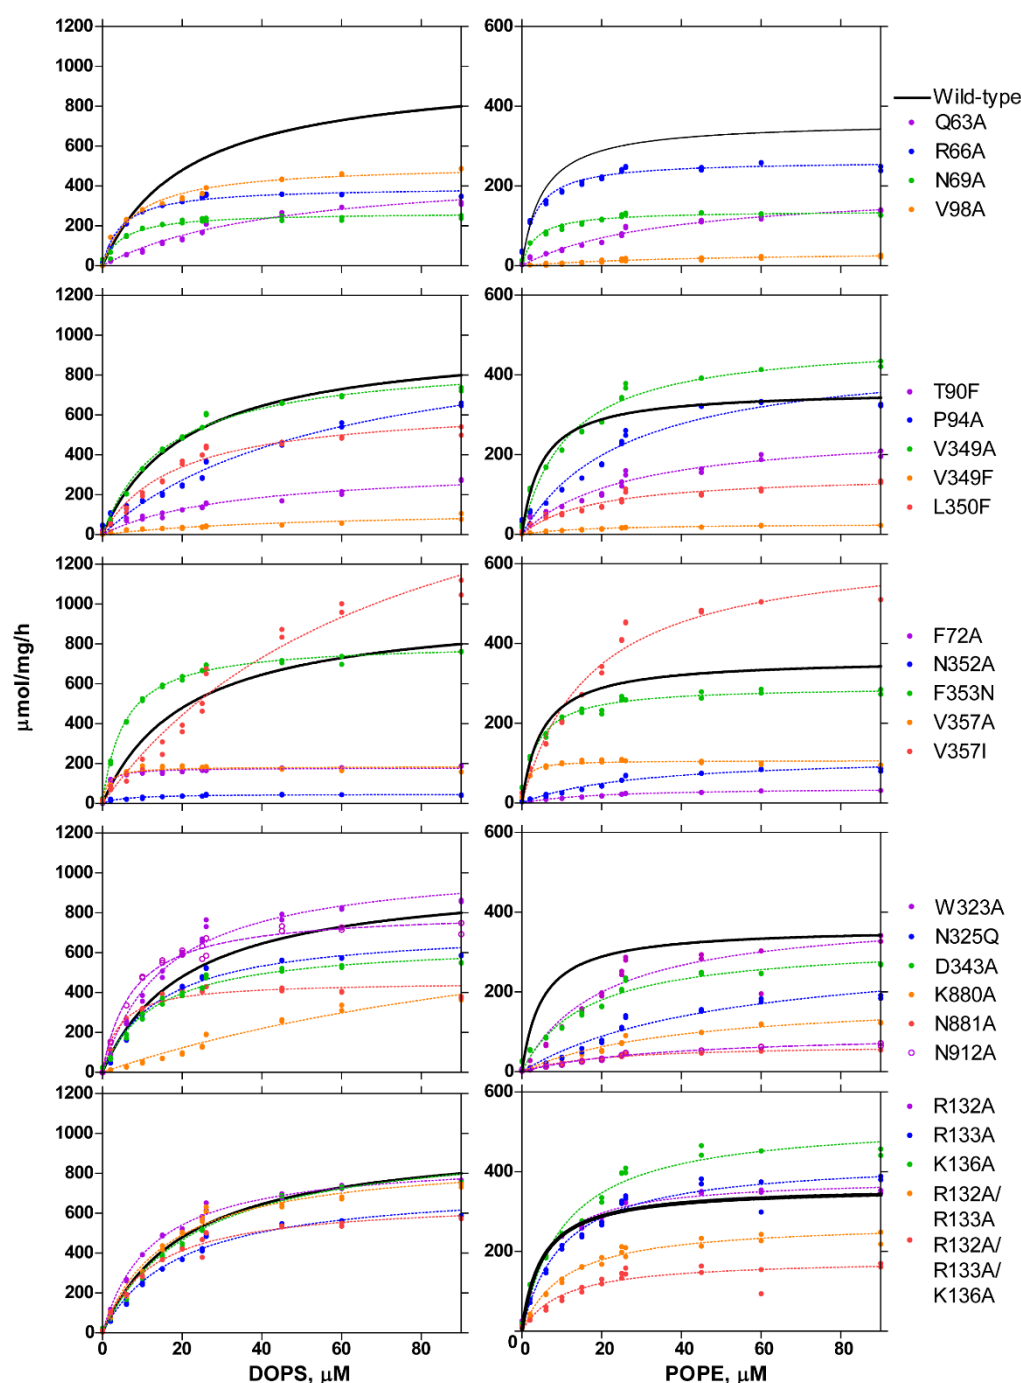 1200
1000
800
600
400
200
0
600
400
200
0
Wild-type
Q63A
R66A
N69A
V98A
1200
1000
800
600
400
200
0
600
400
200
0
T90F
P94A
V349A
V349F
L350F
1200
1000
800
600
400
200
0
600
400
200
0
F72A
N352A
F353N
V357A
V357I
µmol/mg/h
1200
1000
800
600
400
200
0
600
400
200
0
W323A
N325Q
D343A
K880A
N881A
N912A
1200
1000
800
600
400
200
0
0 20 40 60 80
DOPS, µM
600
400
200
0
0 20 40 60 80
POPE, µM
R132A
R133A
K136A
R132A/
R133A
R132A/
R133A/
K136A